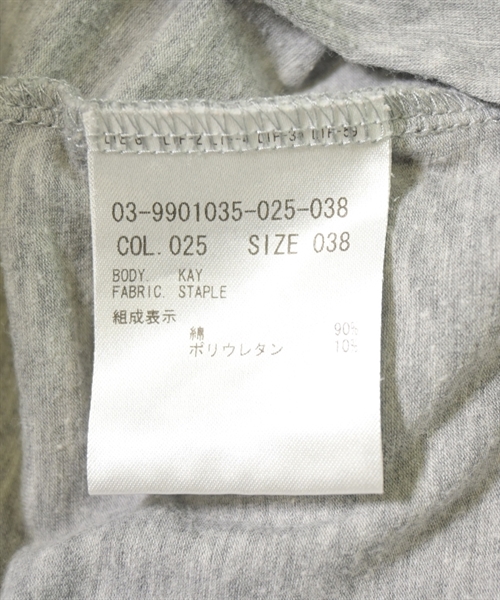 03-9901035-025-038
COL. 025 SIZE 038
BODY. KAY
FABRIC. STAPLE
組成表示
綿 90%
ポリウレタン 10%